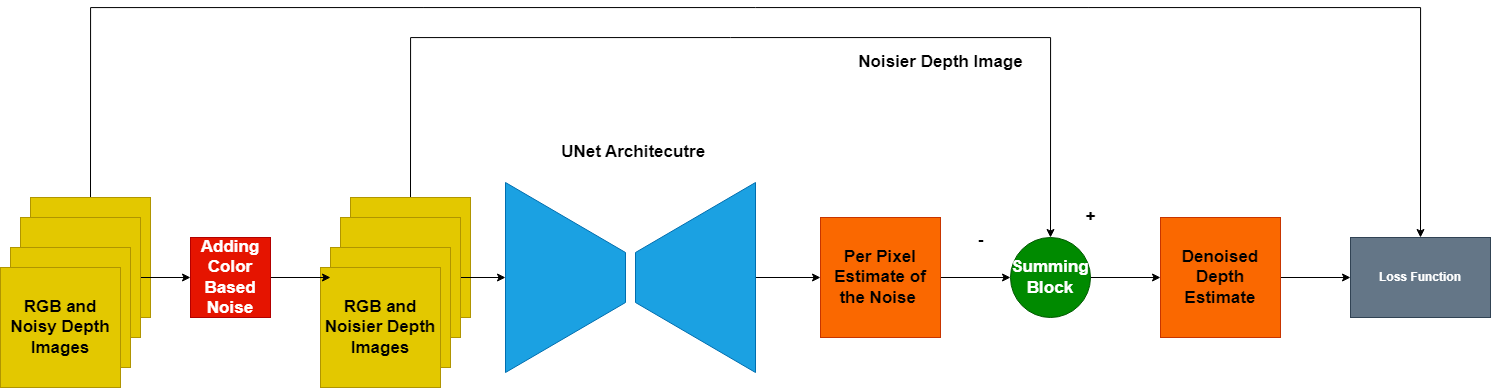 Noisier Depth Image
UNet Architecutre
RGB and
Noisy Depth
Images
Adding
Color
Based
Noise
RGB and
Noisier Depth
Images
Per Pixel
Estimate of
the Noise
-
+
Summing
Block
Denoised
Depth
Estimate
Loss Function